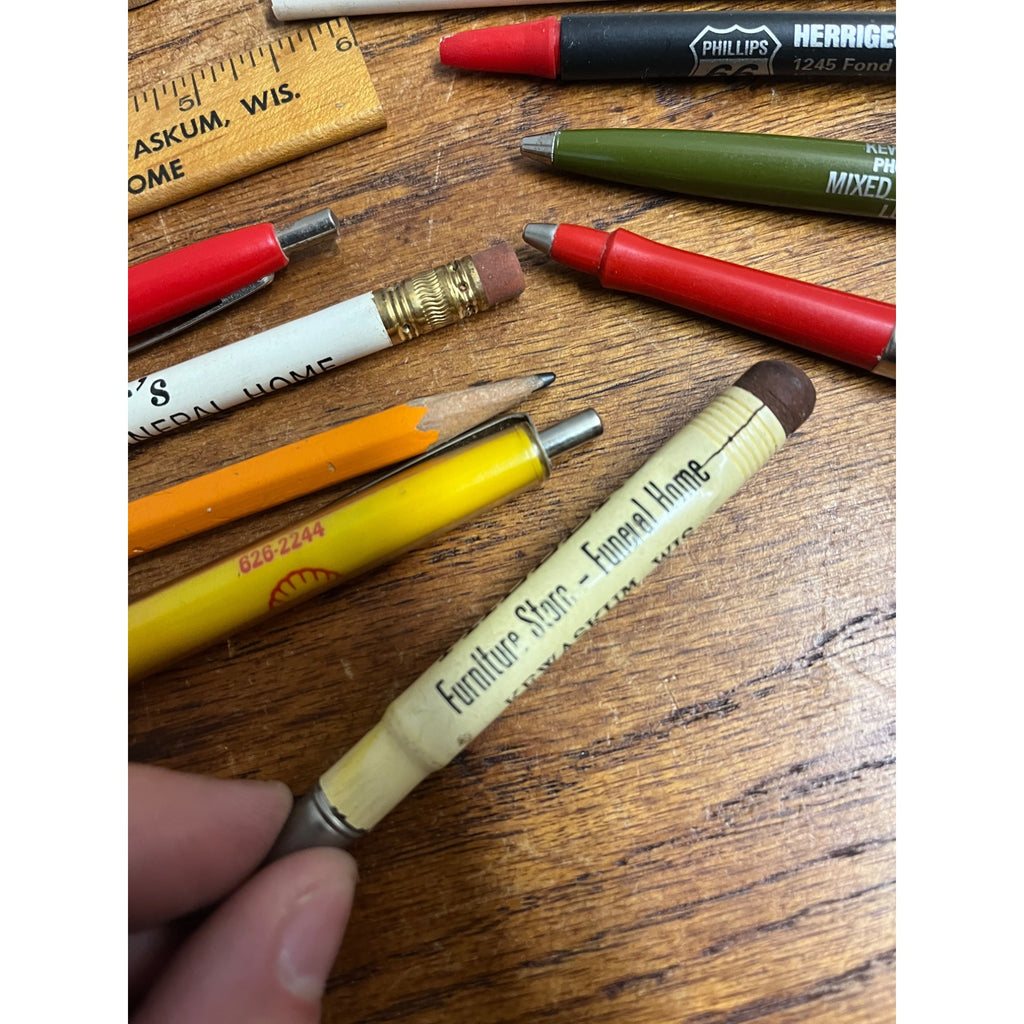 5 6
ASKUM, WIS.
OME
PHILLIPS
66
HERRIGES
1245 Fond
PH
MIXED
'S
NERAL HOME
626-2244
Furniture Store - Funeral Home
KEWASKUM, WIS.